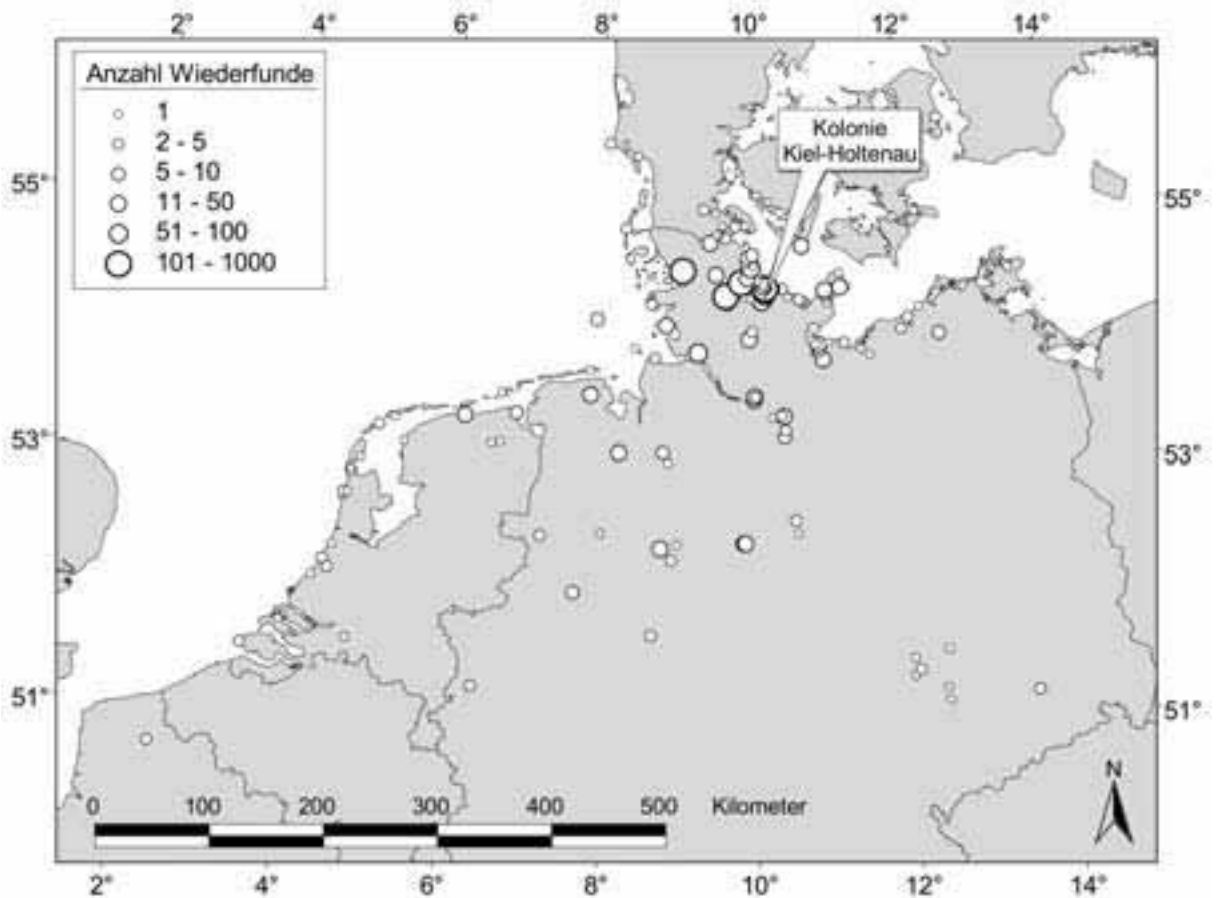 2° 4° 6° 8° 10° 12° 14°
Anzahl Wiederfunde
1
2 - 5
5 - 10
11 - 50
51 - 100
101 - 1000
Kolonie
Kiel-Holtenau
55° 55°
53° 53°
51° 51°
N
0 100 200 300 400 500 Kilometer
2° 4° 6° 8° 10° 12° 14°